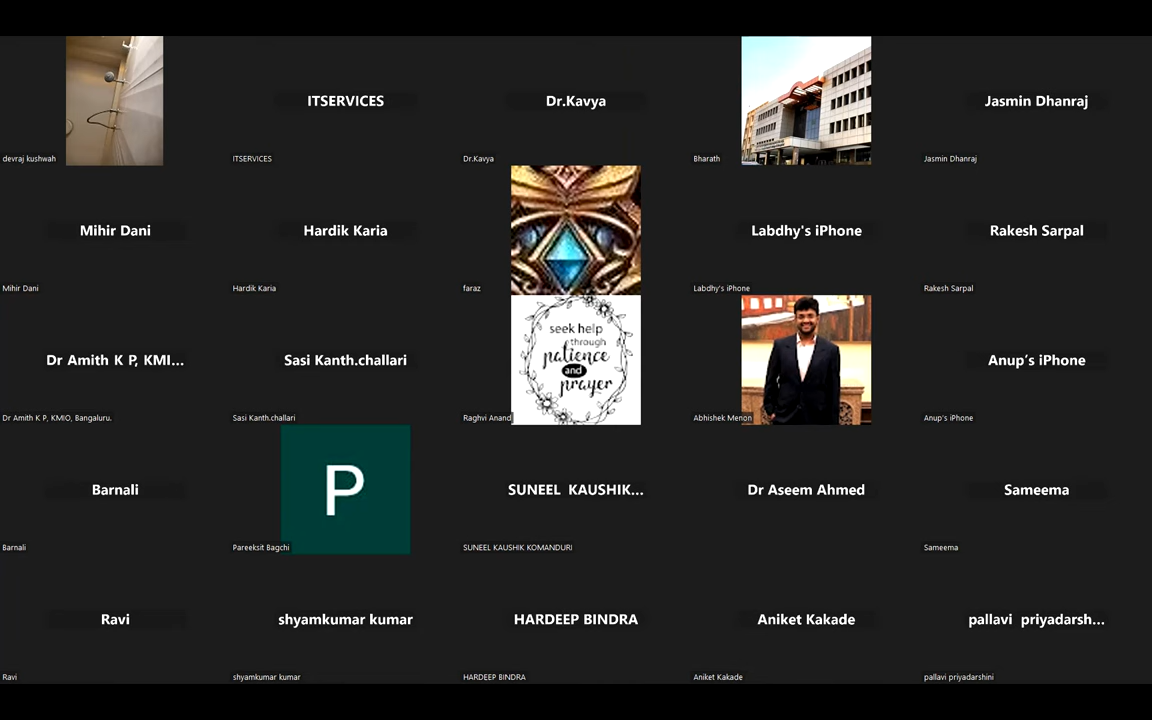 devraj kushwah
ITSERVICES
ITSERVICES
Dr.Kavya
Dr.Kavya
Bharath
Jasmin Dhanraj
Jasmin Dhanraj
Mihir Dani
Mihir Dani
Hardik Karia
Hardik Karia
faraz
Labdhy's iPhone
Labdhy's iPhone
Rakesh Sarpal
Rakesh Sarpal
Dr Amith K P, KMI...
Dr Amith K P, KMIO, Bangaluru.
Sasi Kanth.challari
Sasi Kanth.challari
seek help
through
patience
and
prayer
Raghvi Anand
Abhishek Menon
Anup's iPhone
Anup's iPhone
Barnali
Barnali
P
Pareeksit Bagchi
SUNEEL KAUSHIK...
SUNEEL KAUSHIK KOMANDURI
Dr Aseem Ahmed
Sameema
Sameema
Ravi
Ravi
shyamkumar kumar
shyamkumar kumar
HARDEEP BINDRA
HARDEEP BINDRA
Aniket Kakade
Aniket Kakade
pallavi priyadarsh...
pallavi priyadarshini